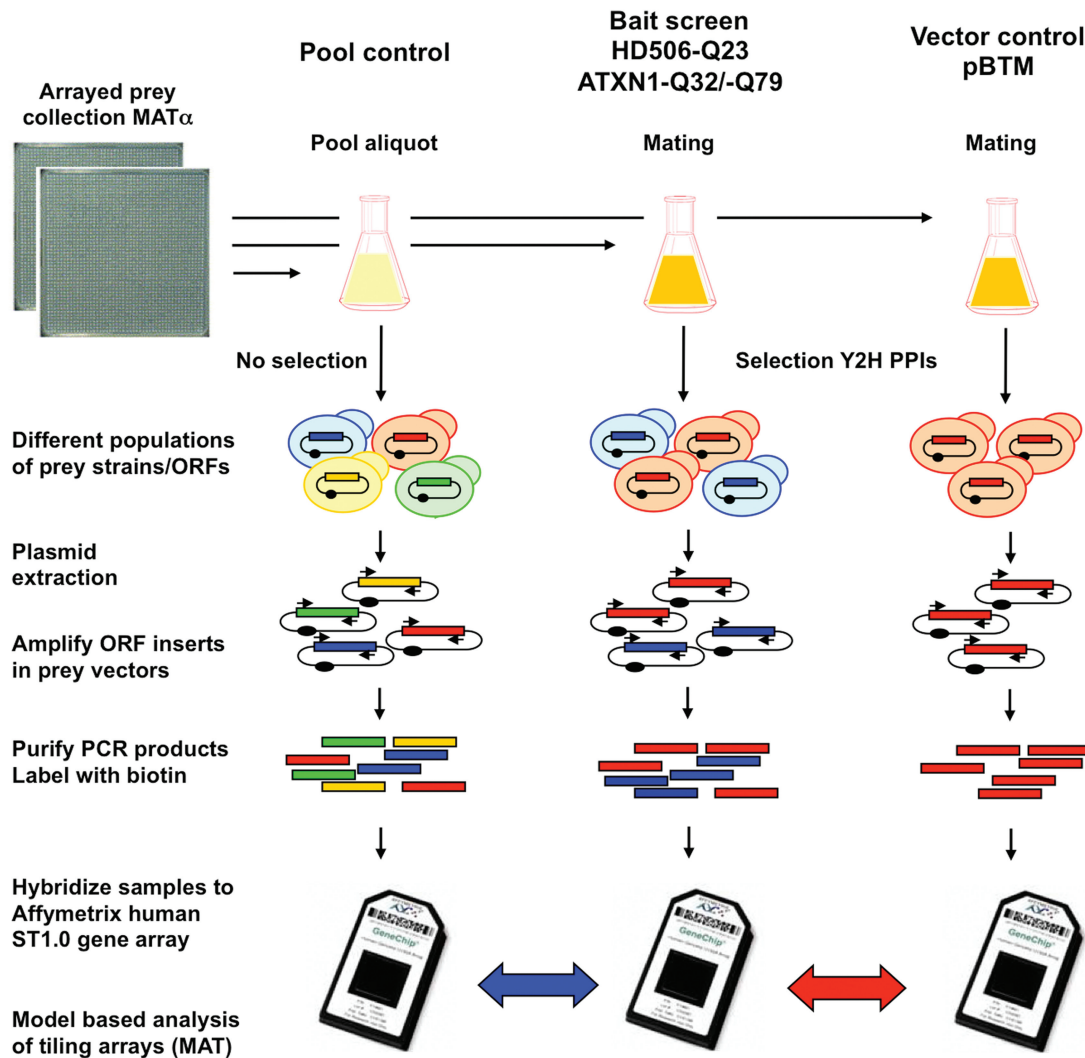 Pool control
Bait screen
HD506-Q23
ATXN1-Q32/-Q79
Vector control
pBTM
Arrayed prey
collection MATα
Pool aliquot
Mating
Mating
No selection
Selection Y2H PPIs
Different populations
of prey strains/ORFs
Plasmid
extraction
Amplify ORF inserts
in prey vectors
Purify PCR products
Label with biotin
Hybridize samples to
Affymetrix human
ST1.0 gene array
GeneChip®
GeneChip®
GeneChip®
Model based analysis
of tiling arrays (MAT)